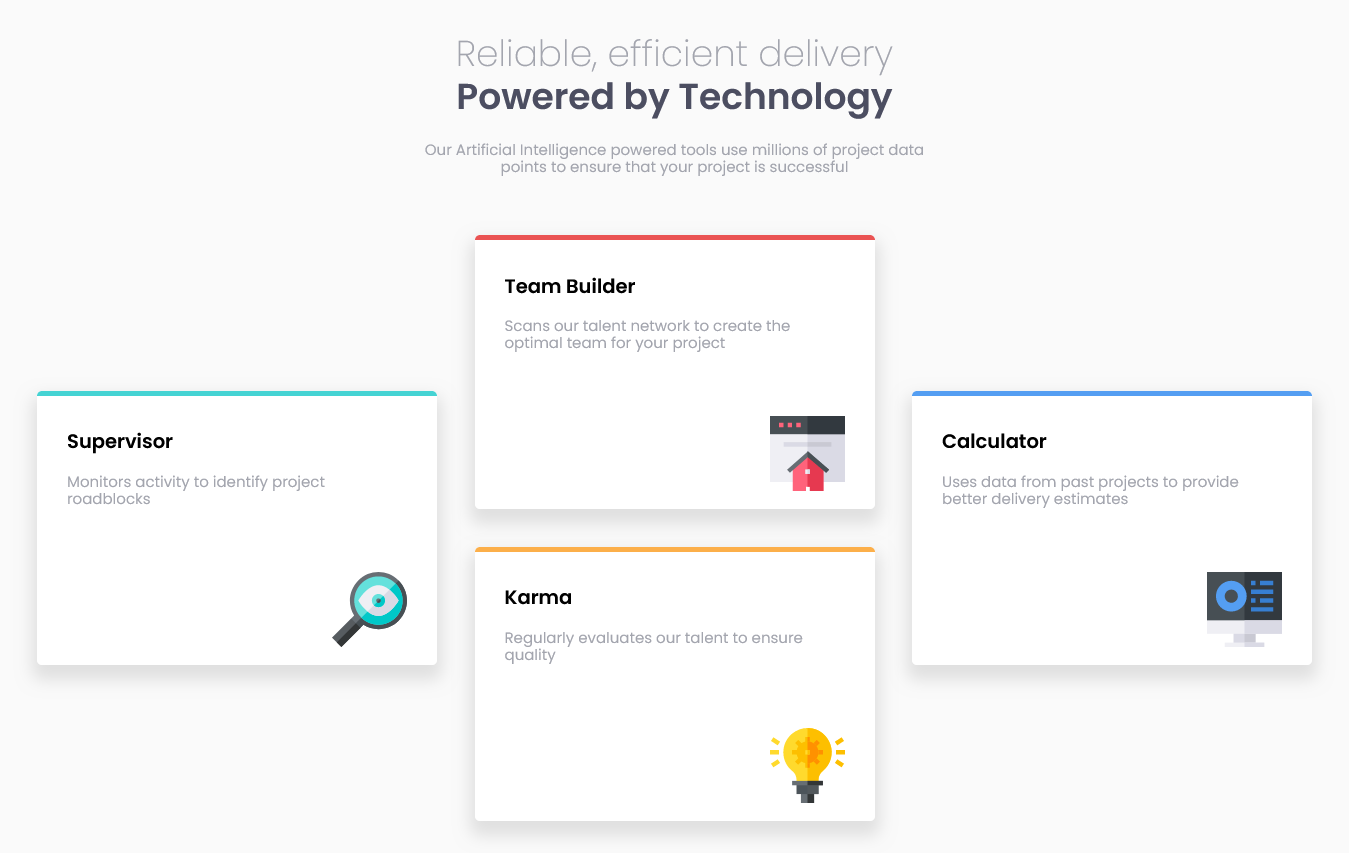 Reliable, efficient delivery
Powered by Technology
Our Artificial Intelligence powered tools use millions of project data
points to ensure that your project is successful
Supervisor
Monitors activity to identify project
roadblocks
Team Builder
Scans our talent network to create the
optimal team for your project
Karma
Regularly evaluates our talent to ensure
quality
Calculator
Uses data from past projects to provide
better delivery estimates